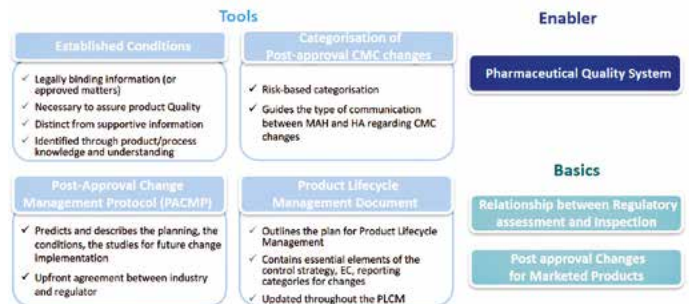 Tools
Established Conditions
✓ Legally binding information (or
approved matters)
✓ Necessary to assure product Quality
✓ Distinct from supportive information
✓ Identified through product/process
knowledge and understanding
Categorisation of
Post-approval CMC changes
✓ Risk-based categorisation
✓ Guides the type of communication
between MAH and HA regarding CMC
changes
Post-Approval Change
Management Protocol (PACMP)
✓ Predicts and describes the planning, the
conditions, the studies for future change
implementation
✓ Upfront agreement between industry
and regulator
Product Lifecycle
Management Document
✓ Outlines the plan for Product Lifecycle
Management
✓ Contains essential elements of the
control strategy, EC, reporting
categories for changes
✓ Updated throughout the PLCM
Enabler
Pharmaceutical Quality System
Basics
Relationship between Regulatory
assessment and Inspection
Post approval Changes
for Marketed Products